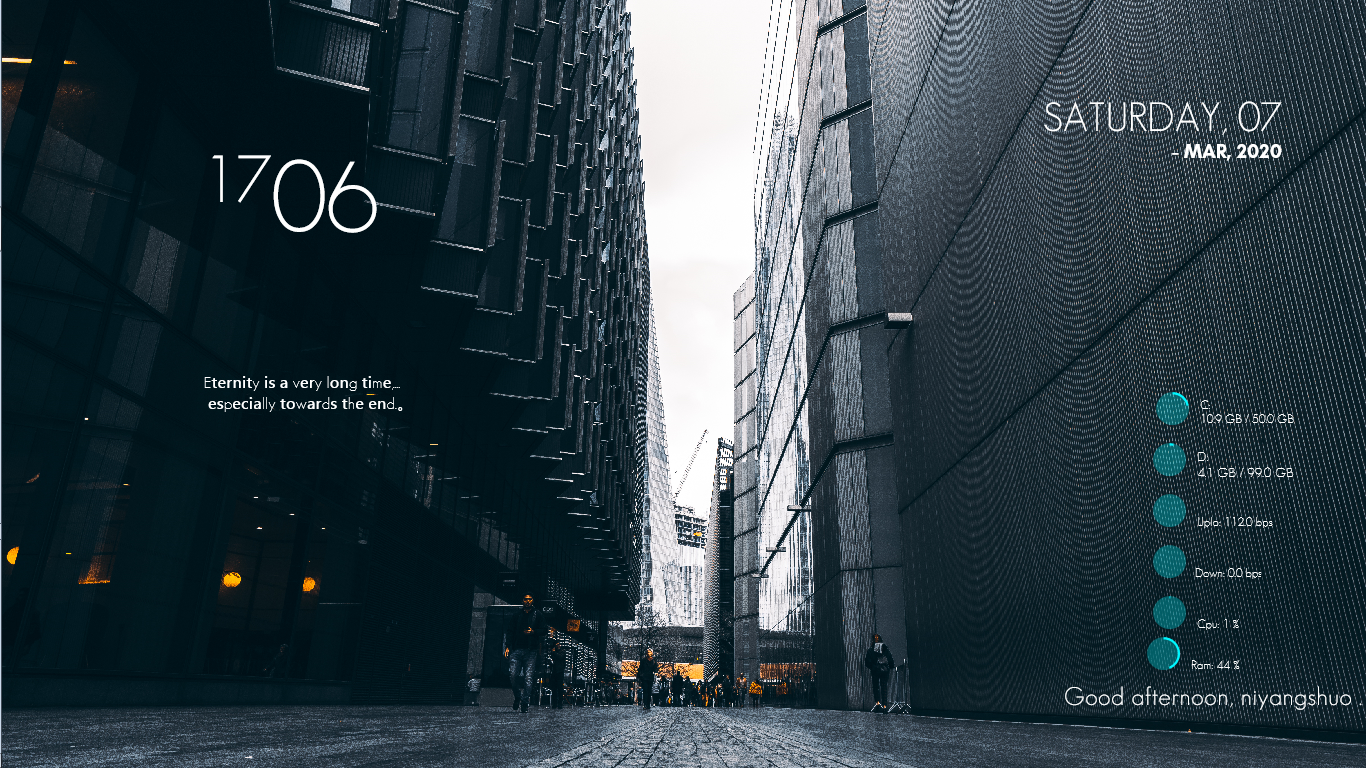 1706
SATURDAY, 07
- MAR, 2020
Eternity is a very long time,...
especially towards the end.。
C:
10.9 GB / 50.0 GB
D:
4.1 GB / 99.0 GB
Uplo: 112.0 bps
Down: 0.0 bps
Cpu: 1 %
Ram: 44 %
Good afternoon, niyangshuo